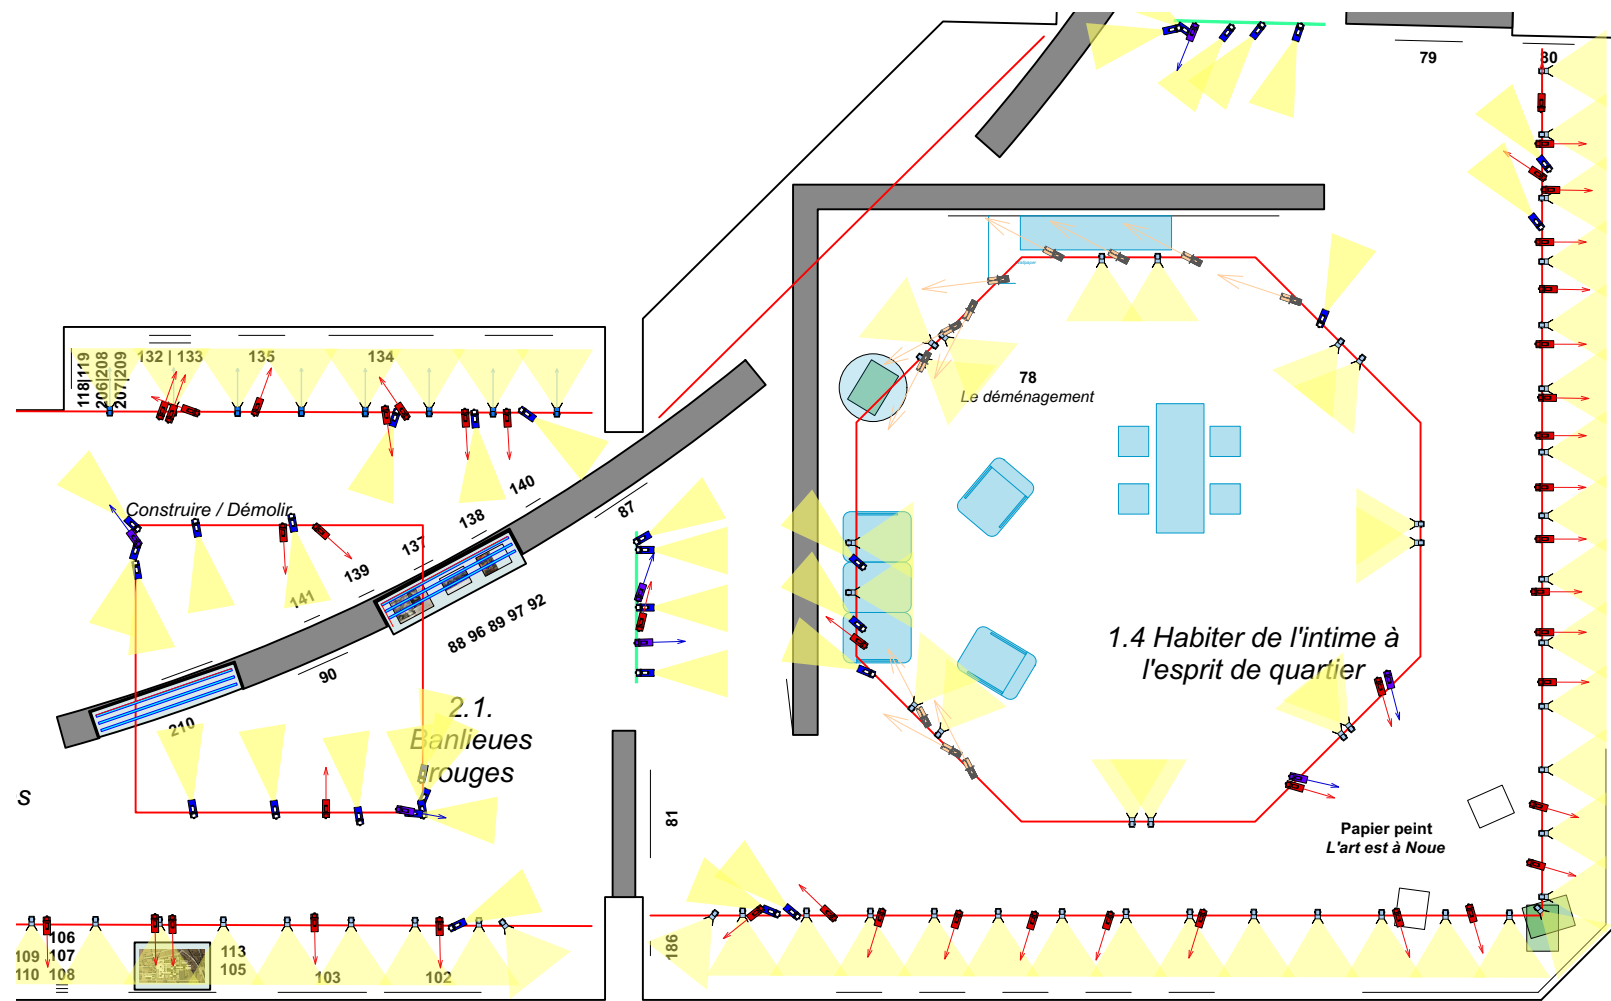 79
80
118|119
206|208
207|209
132 | 133
135
134
78
Le déménagement
140
87
138
137
Construire / Démolir
139
141
88 96 89 97 92
90
1.4 Habiter de l'intime à
l'esprit de quartier
210
2.1.
Banlieues
rouges
s
81
Papier peint
L'art est à Noue
186
106
109 107
110 108
113
105
103
102